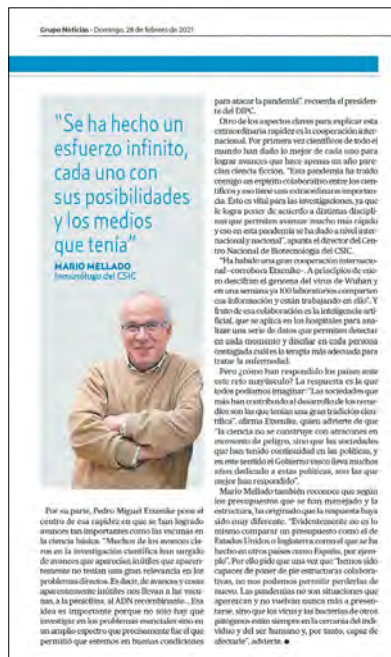 Grupo Noticias - Domingo, 28 de febrero de 2021
"Se ha hecho un
esfuerzo infinito,
cada uno con
sus posibilidades
y los medios
que tenía"
MARIO MELLADO
Inmunólogo del CSIC
Por su parte, Pedro Miguel Etxenike pone el
centro de esa rapidez en que se han logrado
avances tan importantes como las vacunas en
la ciencia básica. "Muchos de los avances cla-
ros en la investigación científica han surgido
de avances que aparecían inútiles que aparen-
temente no tenían una gran relevancia en los
problemas directos. Es decir, de avances y cosas
aparentemente inútiles nos llevan a las vacu-
nas, a la penicilina, al ADN recombinante... Esa
idea es importante porque no solo hay que
investigar en los problemas esenciales sino en
un amplio espectro que precisamente fue el que
permitió que estemos en buenas condiciones
para atacar la pandemia", recuerda el presiden-
te del DIPC.
Otro de los aspectos claves para explicar esta
extraordinaria rapidez es la cooperación inter-
nacional. Por primera vez científicos de todo el
mundo han dado lo mejor de cada uno para
lograr avances que hace apenas un año pare-
cían ciencia ficción. "Esta pandemia ha traído
consigo un espíritu colaborativo entre los cien-
tíficos y eso tiene una extraordinaria importan-
cia. Esto es vital para las investigaciones, ya que
le logra poner de acuerdo a distintas discipli-
nas que permiten avanzar mucho más rápido
y eso en esta pandemia se ha dado a nivel inter-
nacional y nacional", apunta el director del Cen-
tro Nacional de Biotecnología del CSIC.
"Ha habido una gran cooperación internacio-
nal –corrobora Etxenike–. A principios de ene-
ro descifran el genoma del virus de Wuhan y
en una semana ya 100 laboratorios comparten
esa información y están trabajando en ello". Y
fruto de esa colaboración es la inteligencia arti-
ficial, que se aplica en los hospitales para ana-
lizar una serie de datos que permiten detectar
en cada momento y diseñar en cada persona
contagiada cuál es la terapia más adecuada para
tratar la enfermedad.
Pero ¿cómo han respondido los países ante
este reto mayúsculo? La respuesta es la que
todos podíamos imaginar: "Las sociedades que
más han contribuido al desarrollo de los reme-
dios son las que tenían una gran tradición cien-
tífica", afirma Etxenike, quien advierte de que
"la ciencia no se construye con atracones en
momento de peligro, sino que las sociedades
que han tenido continuidad en las políticas, y
en este sentido el Gobierno vasco lleva muchos
años dedicado a estas políticas, son las que
mejor han respondido".
Mario Mellado también reconoce que según
los presupuestos que se han manejado y la
estructura, ha originado que la respuesta haya
sido muy diferente. "Evidentemente no es lo
mismo comparar un presupuesto como el de
Estados Unidos o Inglaterra como el que se ha
hecho en otros países como España, por ejem-
plo". Por ello pide que una vez que "hemos sido
capaces de poner de pie estructuras colabora-
tivas, no nos podemos permitir perderlas de
nuevo. Las pandemias no son situaciones que
aparezcan y no vuelvan nunca más a presen-
tarse, sino que los virus y las bacterias de otros
patógenos están siempre en la cercanía del indi-
viduo y del ser humano y, por tanto, capaz de
afectarle", advierte. ●